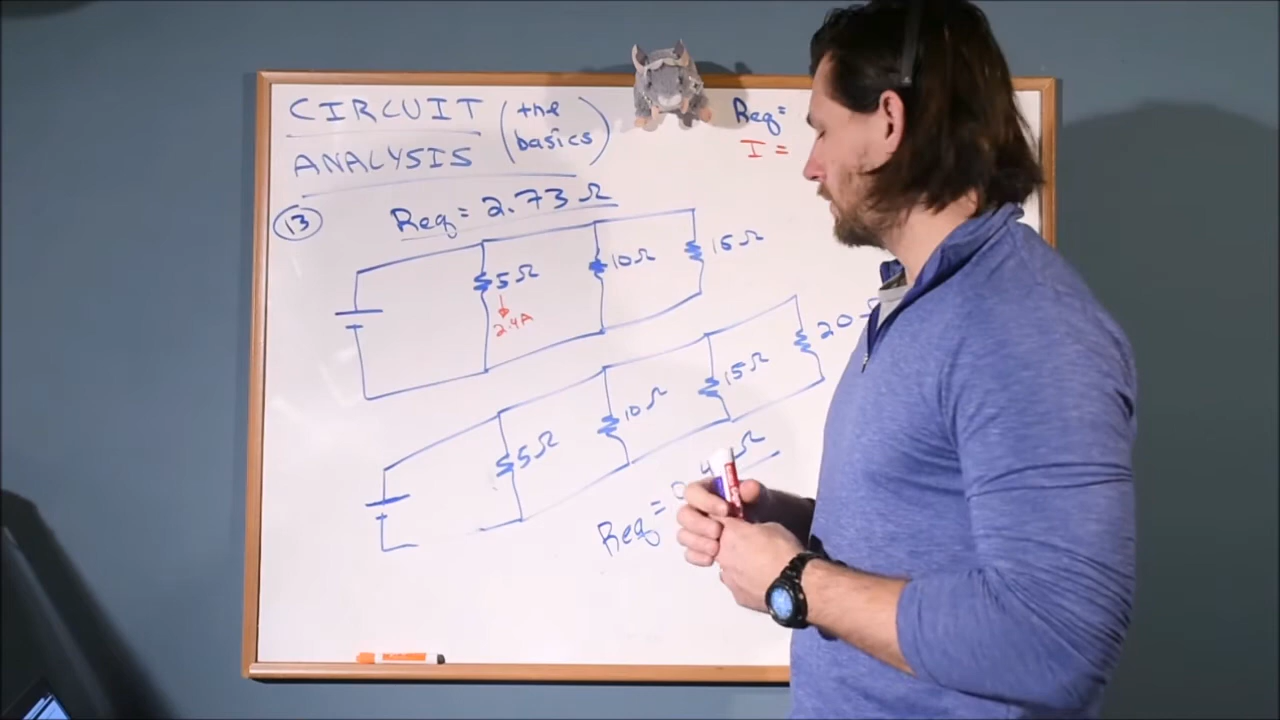 CIRCUIT (the
ANALYSIS basics)
Req =
I =
13
Req = 2.73 Ω
5Ω
10Ω
15Ω
2.4A
5Ω
10Ω
15Ω
20
Req =
Ω